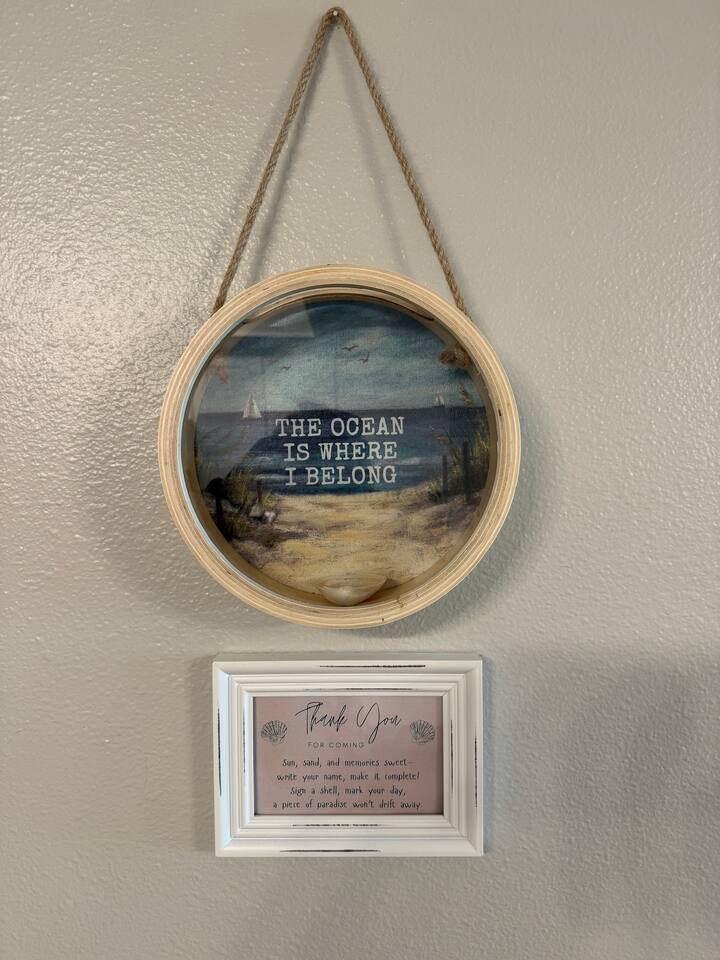 THE OCEAN
IS WHERE
I BELONG
Thank You
FOR COMING
Sun, sand, and memories sweet—
write your name, make it complete!
Sign a shell, mark your day,
a piece of paradise won't drift away.